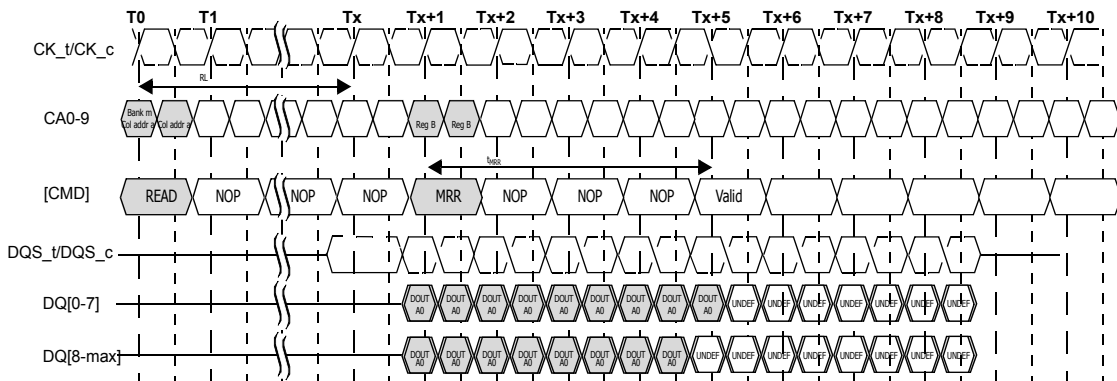 T0 T1 Tx Tx+1 Tx+2 Tx+3 Tx+4 Tx+5 Tx+6 Tx+7 Tx+8 Tx+9 Tx+10
CK_t/CK_c
RL
CA0-9
Bank m
Col addr a Col addr a Reg B Reg B
tMRR
[CMD] READ NOP NOP NOP MRR NOP NOP NOP Valid
DQS_t/DQS_c
DQ[0-7]
DOUT DOUT DOUT DOUT DOUT DOUT DOUT DOUT DOUT UNDEF UNDEF UNDEF UNDEF UNDEF UNDEF UNDEF
A0 A0 A0 A0 A0 A0 A0 A0 A0
DQ[8-max]
DOUT DOUT DOUT DOUT DOUT DOUT DOUT DOUT UNDEF UNDEF UNDEF UNDEF UNDEF UNDEF UNDEF UNDEF
A0 A0 A0 A0 A0 A0 A0 A0